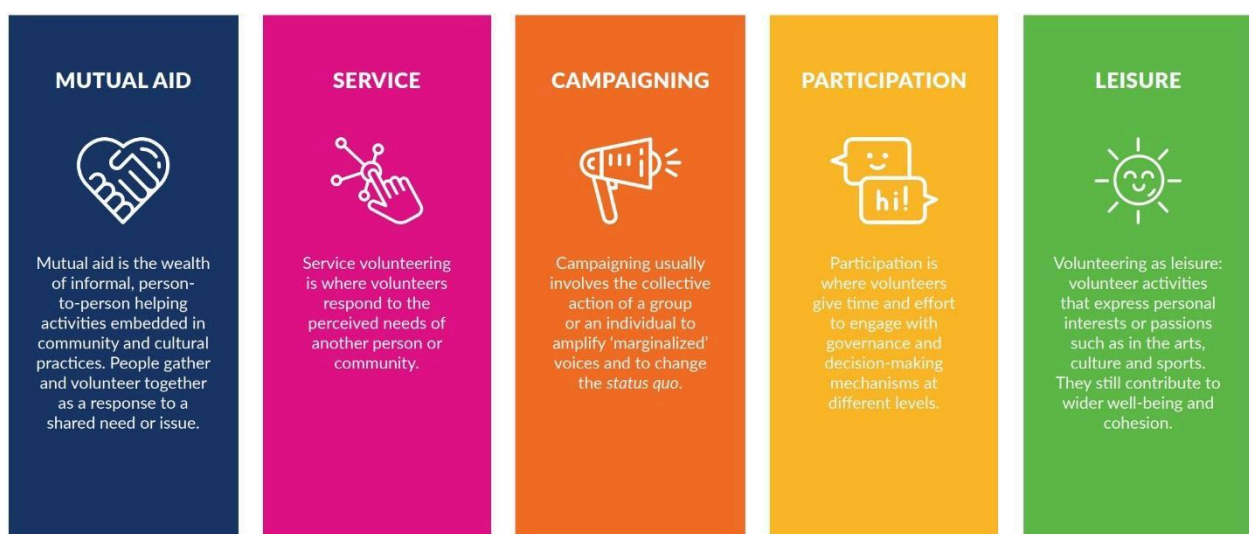 MUTUAL AID
Mutual aid is the wealth
of informal, person-
to-person helping
activities embedded in
community and cultural
practices. People gather
and volunteer together
as a response to a
shared need or issue.
SERVICE
Service volunteering
is where volunteers
respond to the
perceived needs of
another person or
community.
CAMPAIGNING
Campaigning usually
involves the collective
action of a group
or an individual to
amplify ‘marginalized’
voices and to change
the status quo.
PARTICIPATION
hi!
Participation is
where volunteers
give time and effort
to engage with
governance and
decision-making
mechanisms at
different levels.
LEISURE
Volunteering as leisure:
volunteer activities
that express personal
interests or passions
such as in the arts,
culture and sports.
They still contribute to
wider well-being and
cohesion.